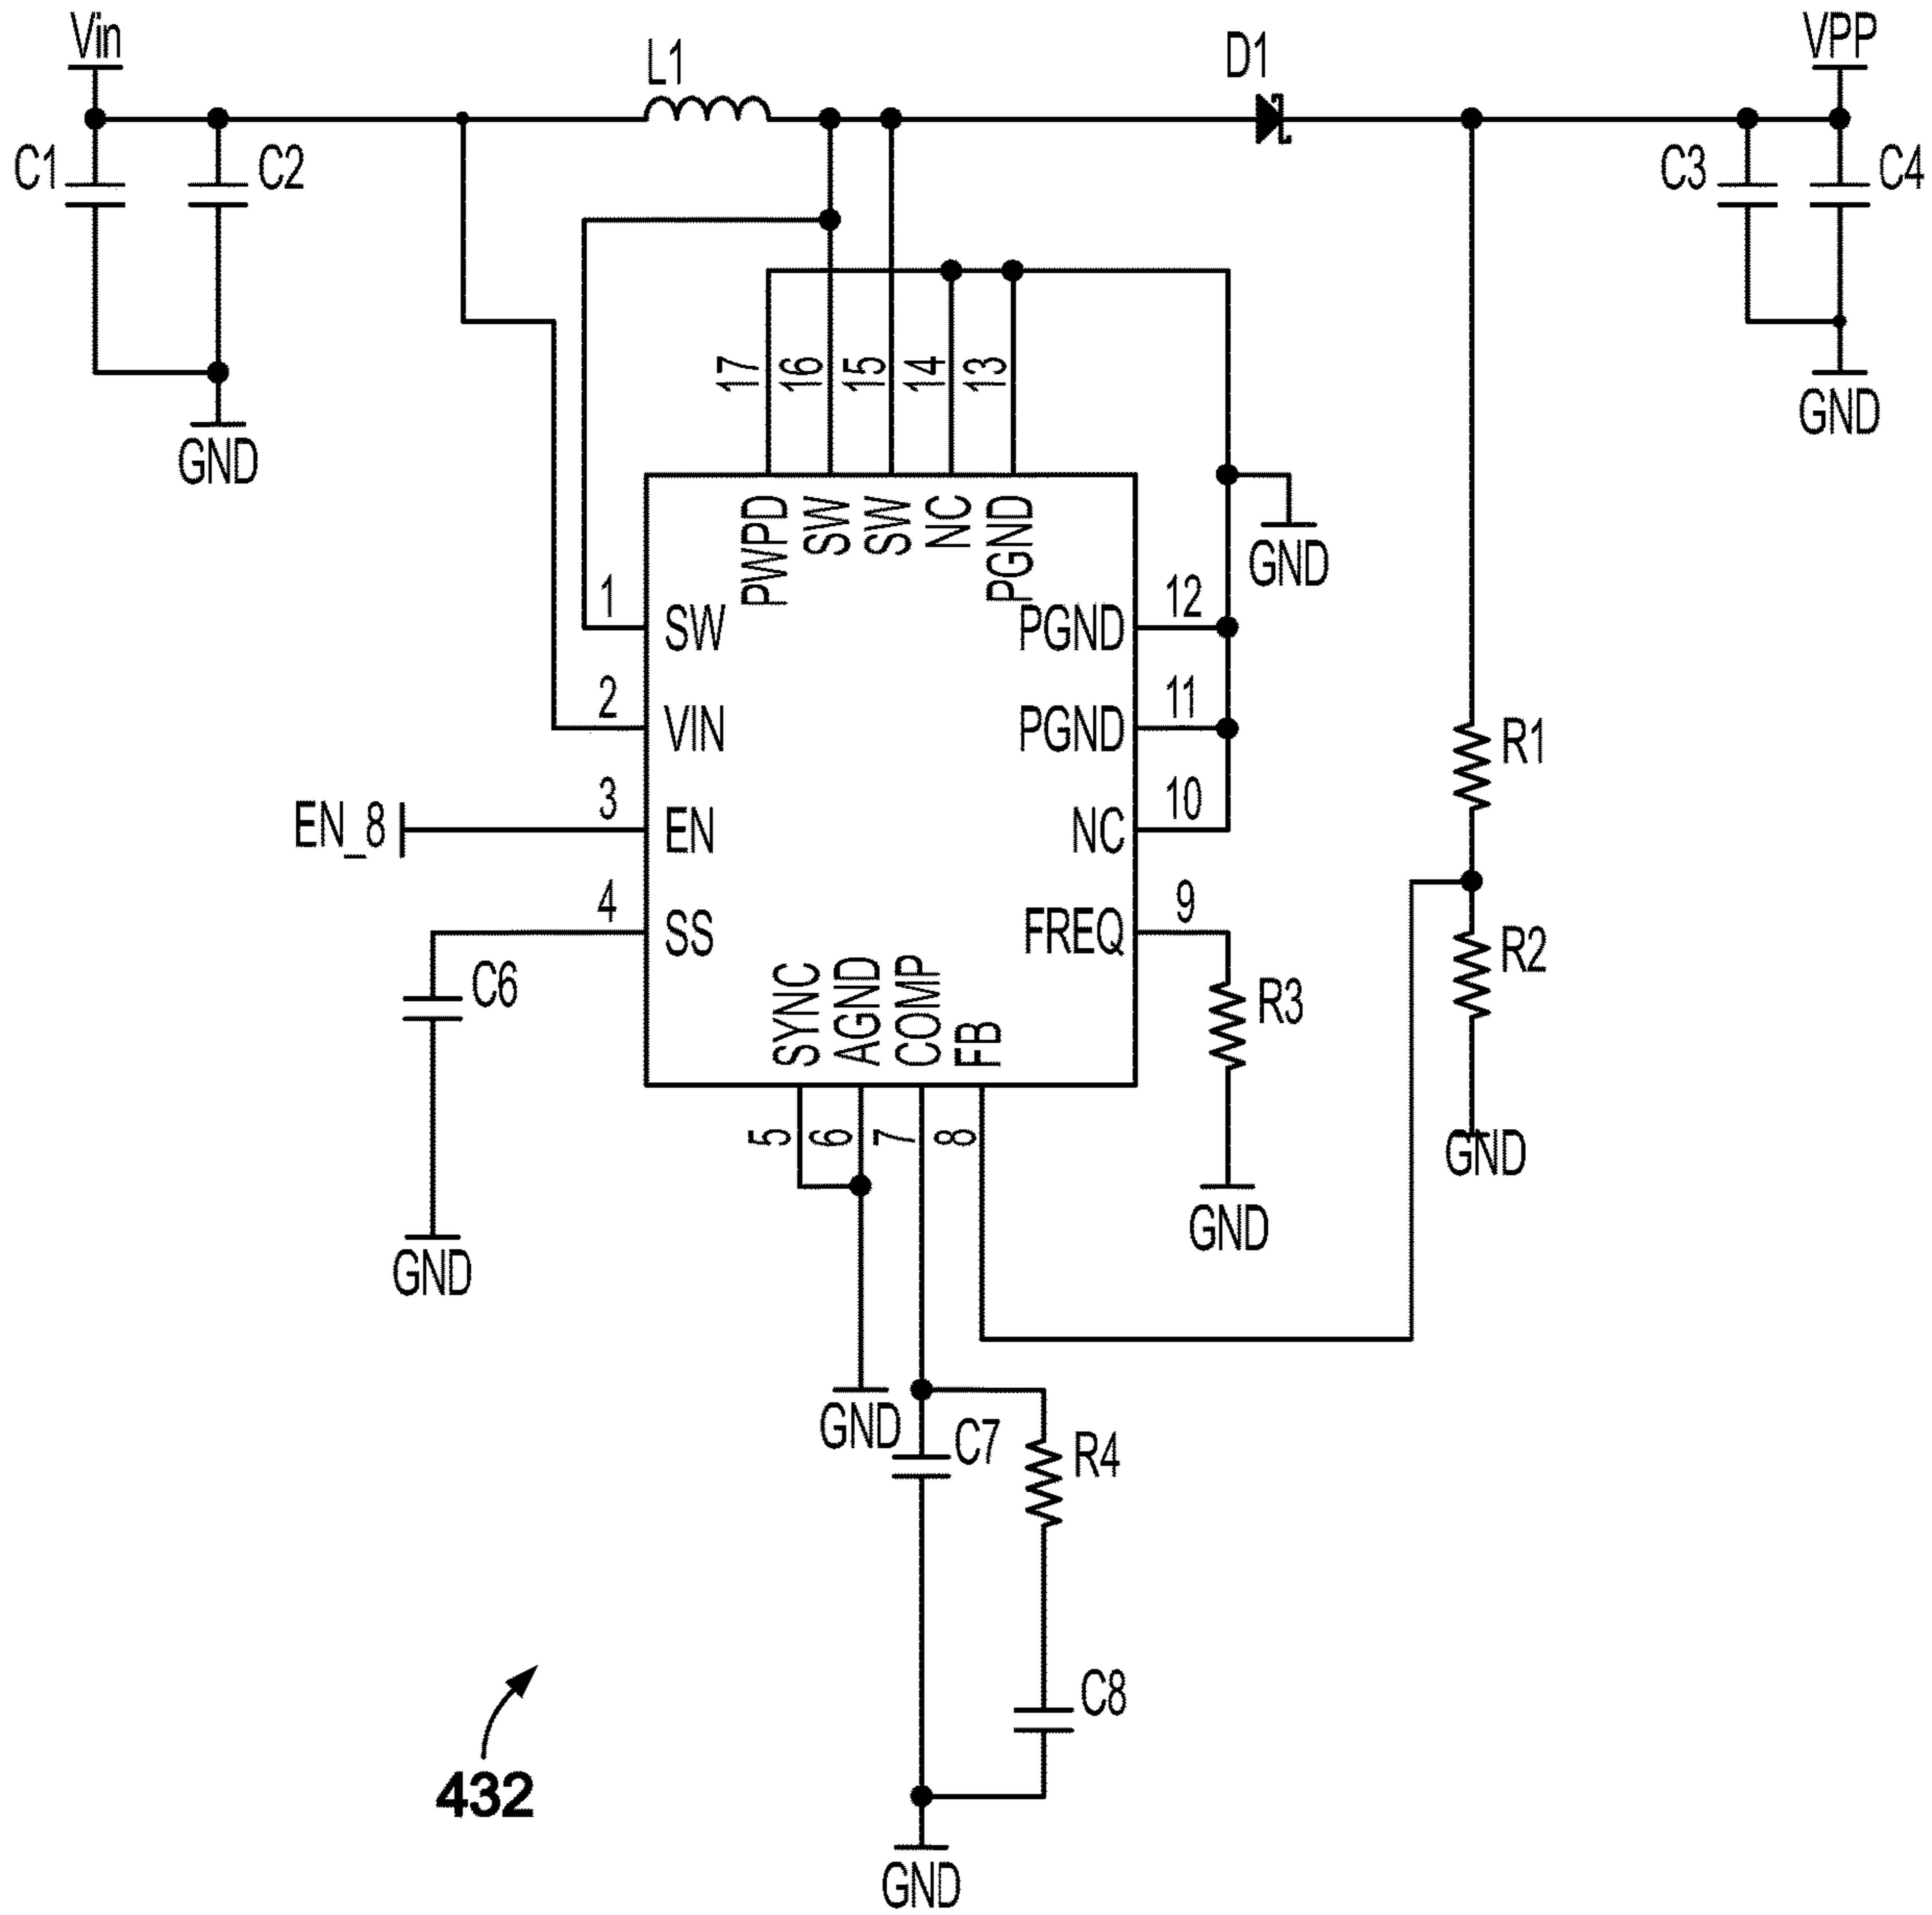 Vin
L1
D1
VPP
C1
C2
C3
C4
GND
GND
17
16
15
14
13
PWPD
SW
SW
NC
PGND
GND
1
SW
PGND
12
2
VIN
PGND
11
R1
EN_8
3
EN
NC
10
4
SS
FREQ
9
R2
C6
SYNC
AGND
COMP
FB
R3
5
6
7
8
GND
GND
GND
GND
C7
R4
C8
432
GND